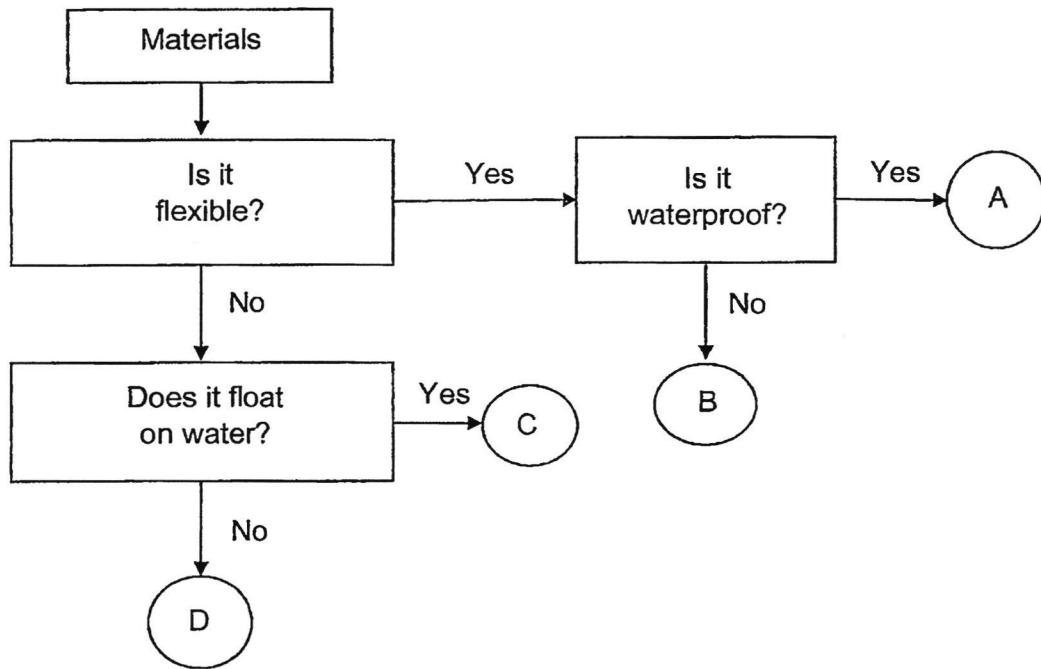 Materials
Is it
flexible?
Yes
Is it
waterproof?
Yes
A
No
No
B
Does it float
on water?
Yes
C
No
D